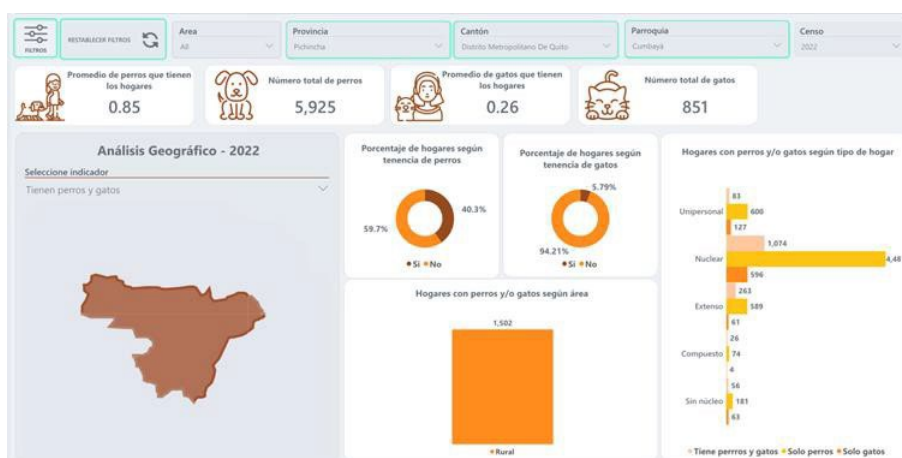 FILTROS
RESTABLECER FILTROS
Area
All
Provincia
Pichincha
Cantón
Distrito Metropolitano De Quito
Parroquia
Cumbayá
Censo
2022
Promedio de perros que tienen
los hogares
0.85
Número total de perros
5,925
Promedio de gatos que tienen
los hogares
0.26
Número total de gatos
851
Análisis Geográfico - 2022
Seleccione indicador
Tienen perros y gatos
Porcentaje de hogares según
tenencia de perros
40.3%
59.7%
Si No
Porcentaje de hogares según
tenencia de gatos
5.79%
94.21%
Si No
Hogares con perros y/o gatos según área
1,502
Rural
Hogares con perros y/o gatos según tipo de hogar
83
Unipersonal 600
127
1,074
Nuclear 4,48
596
263
Extenso 589
61
26
Compuesto 74
4
56
Sin núcleo 181
63
Tiene perrros y gatos Solo perros Solo gatos